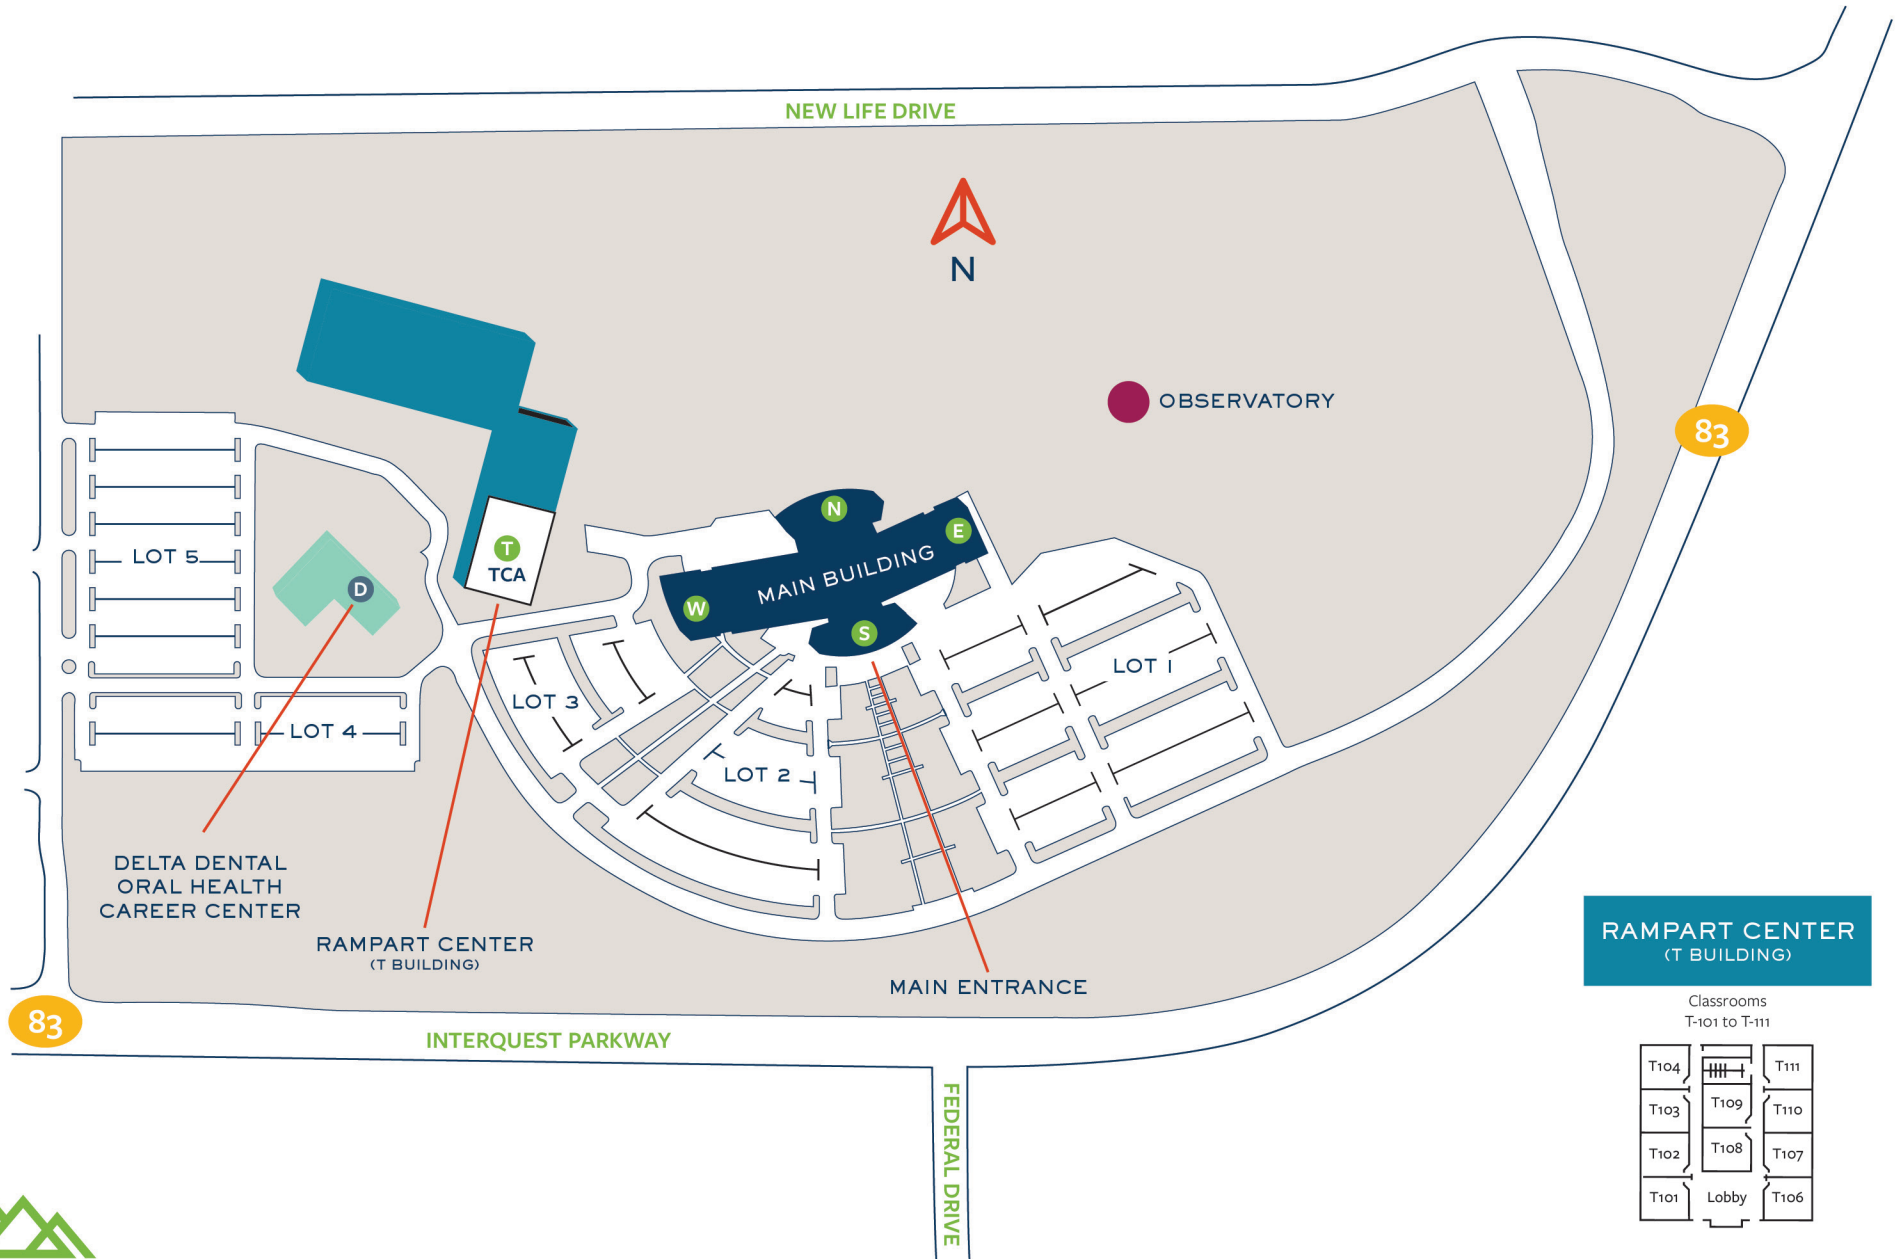 NEW LIFE DRIVE
N
OBSERVATORY
83
N
E
MAIN BUILDING
W
S
T
TCA
D
LOT 5
LOT 4
LOT 3
LOT 2
LOT 1
DELTA DENTAL
ORAL HEALTH
CAREER CENTER
RAMPART CENTER
(T BUILDING)
MAIN ENTRANCE
83
INTERQUEST PARKWAY
FEDERAL DRIVE
RAMPART CENTER
(T BUILDING)
Classrooms
T-101 to T-111
T104
T111
T103
T109
T110
T102
T108
T107
T101
Lobby
T106